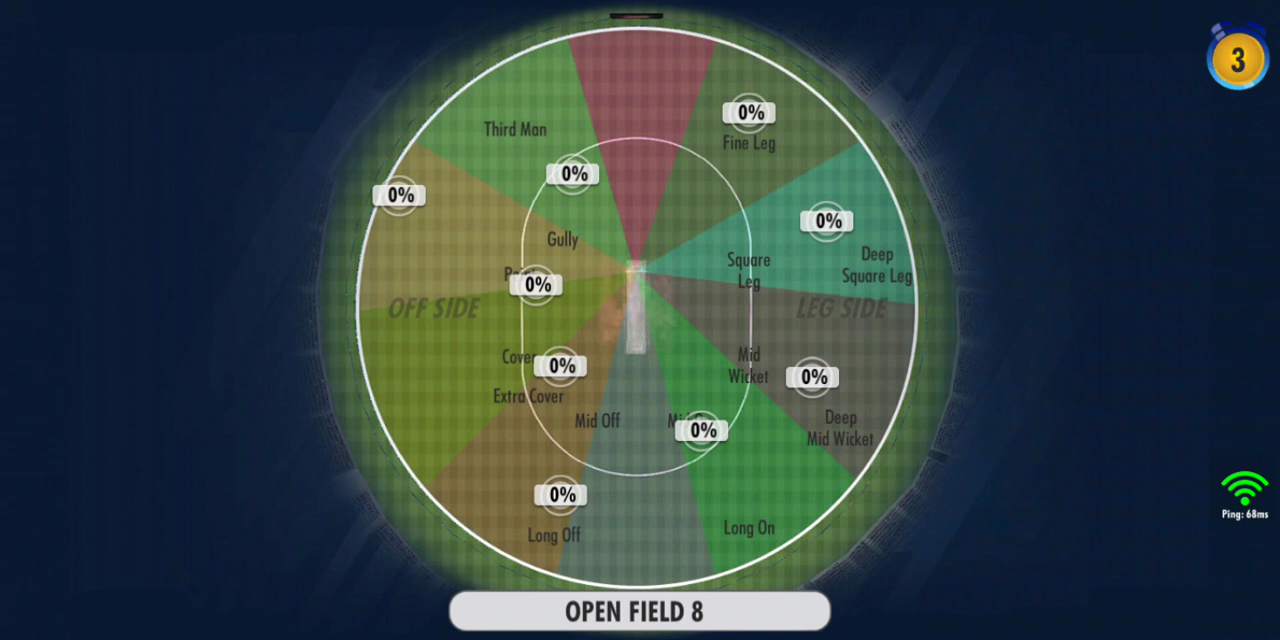 3
0%
Third Man
Fine Leg
0%
0%
0%
Gully
Deep
Square Leg
Square
Leg
0%
OFF SIDE
LEG SIDE
Cover
0%
Mid
Wicket
0%
Extra Cover
Mid Off
0%
Deep
Mid Wicket
0%
Long Off
Long On
Ping: 68ms
OPEN FIELD 8